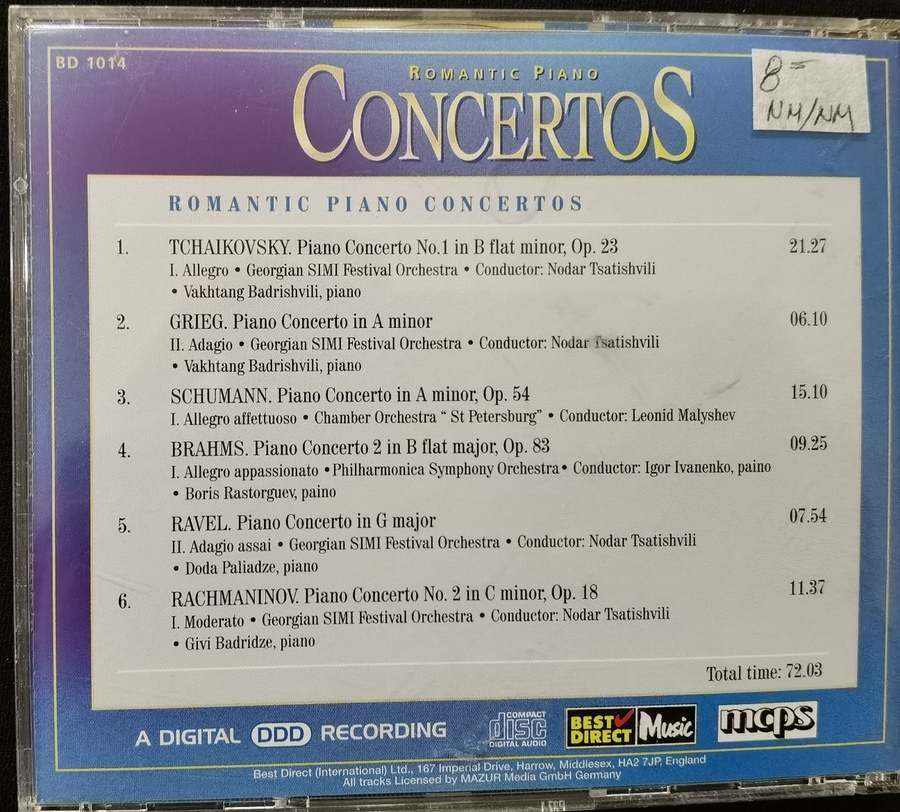 BD 1014
ROMANTIC PIANO
CONCERTOS
8=
NM/NM
ROMANTIC PIANO CONCERTOS
1. TCHAIKOVSKY. Piano Concerto No.1 in B flat minor, Op. 23 21.27
I. Allegro • Georgian SIMI Festival Orchestra • Conductor: Nodar Tsatishvili
• Vakhtang Badrishvili, piano
2. GRIEG. Piano Concerto in A minor 06.10
II. Adagio • Georgian SIMI Festival Orchestra • Conductor: Nodar Tsatishvili
• Vakhtang Badrishvili, piano
3. SCHUMANN. Piano Concerto in A minor, Op. 54 15.10
I. Allegro affettuoso • Chamber Orchestra “ St Petersburg” • Conductor: Leonid Malyshev
4. BRAHMS. Piano Concerto 2 in B flat major, Op. 83 09.25
I. Allegro appassionato •Philharmonica Symphony Orchestra• Conductor: Igor Ivanenko, paino
• Boris Rastorguev, paino
5. RAVEL. Piano Concerto in G major 07.54
II. Adagio assai • Georgian SIMI Festival Orchestra • Conductor: Nodar Tsatishvili
• Doda Paliadze, piano
6. RACHMANINOV. Piano Concerto No. 2 in C minor, Op. 18 11.37
I. Moderato • Georgian SIMI Festival Orchestra • Conductor: Nodar Tsatishvili
• Givi Badridze, piano
Total time: 72.03
A DIGITAL DDD RECORDING
COMPACT disc DIGITAL AUDIO
BEST DIRECT Music
mcps
Best Direct (International) Ltd., 167 Imperial Drive, Harrow, Middlesex, HA2 7JP, England
All tracks Licensed by MAZUR Media GmbH Germany